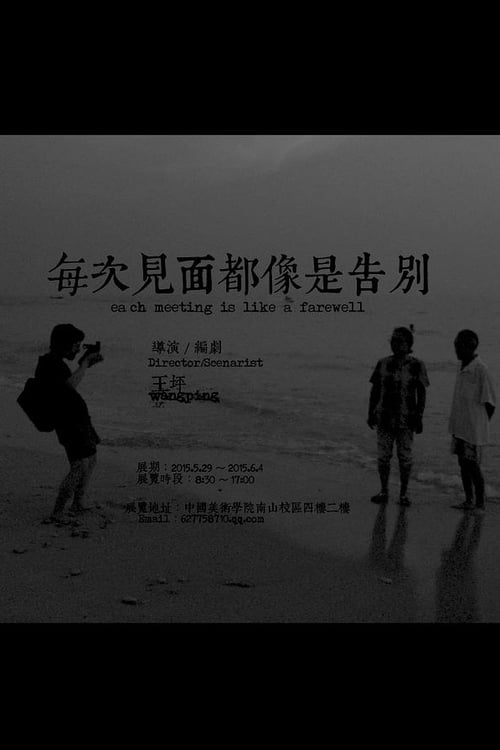 每次見面都像是告別
each meeting is like a farewell
導演/編劇
Director/Scenarist
王坪
wangping
展期：2015.5.29～2015.6.4
展覽時段：8:30～17:00
展覽地址：中國美術學院南山校區四樓二樓
Email：627758710.qq.com